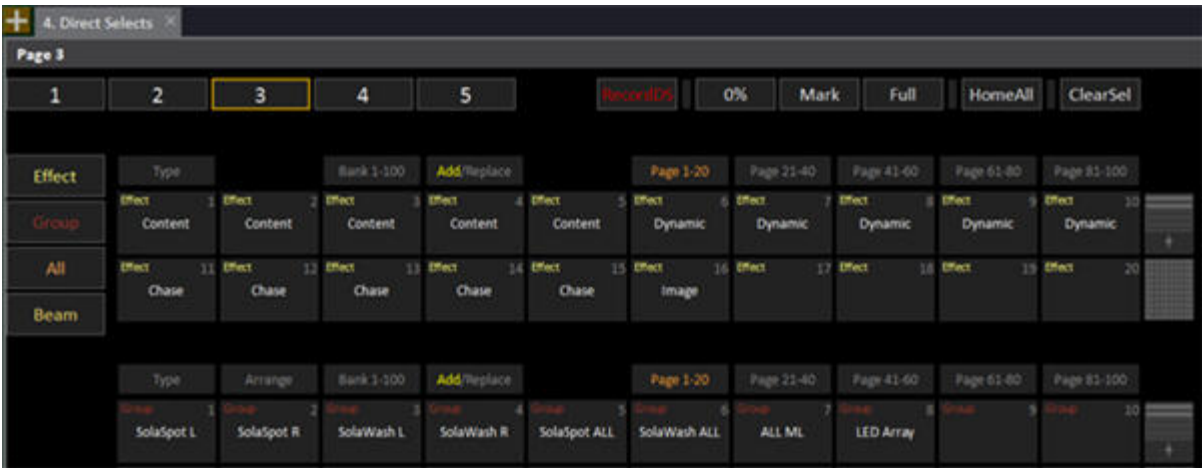 4. Direct Selects ×
Page 3
1 2 3 4 5 RecordDS 0% Mark Full HomeAll ClearSel
Effect Type Bank 1-100 Add/Replace Page 1-20 Page 21-40 Page 41-60 Page 61-80 Page 81-100
Effect 1 Effect 2 Effect 3 Effect 4 Effect 5 Effect 6 Effect 7 Effect 8 Effect 9 Effect 10
Group Content Content Content Content Content Dynamic Dynamic Dynamic Dynamic Dynamic
Effect 11 Effect 12 Effect 13 Effect 14 Effect 15 Effect 16 Effect 17 Effect 18 Effect 19 Effect 20
All Chase Chase Chase Chase Chase Image
Beam
Type Arrange Bank 1-100 Add/Replace Page 1-20 Page 21-40 Page 41-60 Page 61-80 Page 81-100
Group 1 Group 2 Group 3 Group 4 Group 5 Group 6 Group 7 Group 8 Group 9 Group 10
SolaSpot L SolaSpot R SolaWash L SolaWash R SolaSpot ALL SolaWash ALL ALL ML LED Array